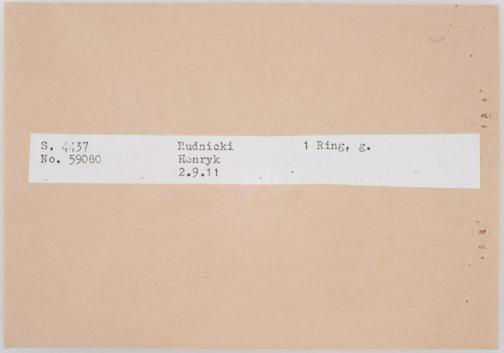 S. 4437 Rudnicki 1 Ring, g.
No. 59080 Henryk
2.9.11